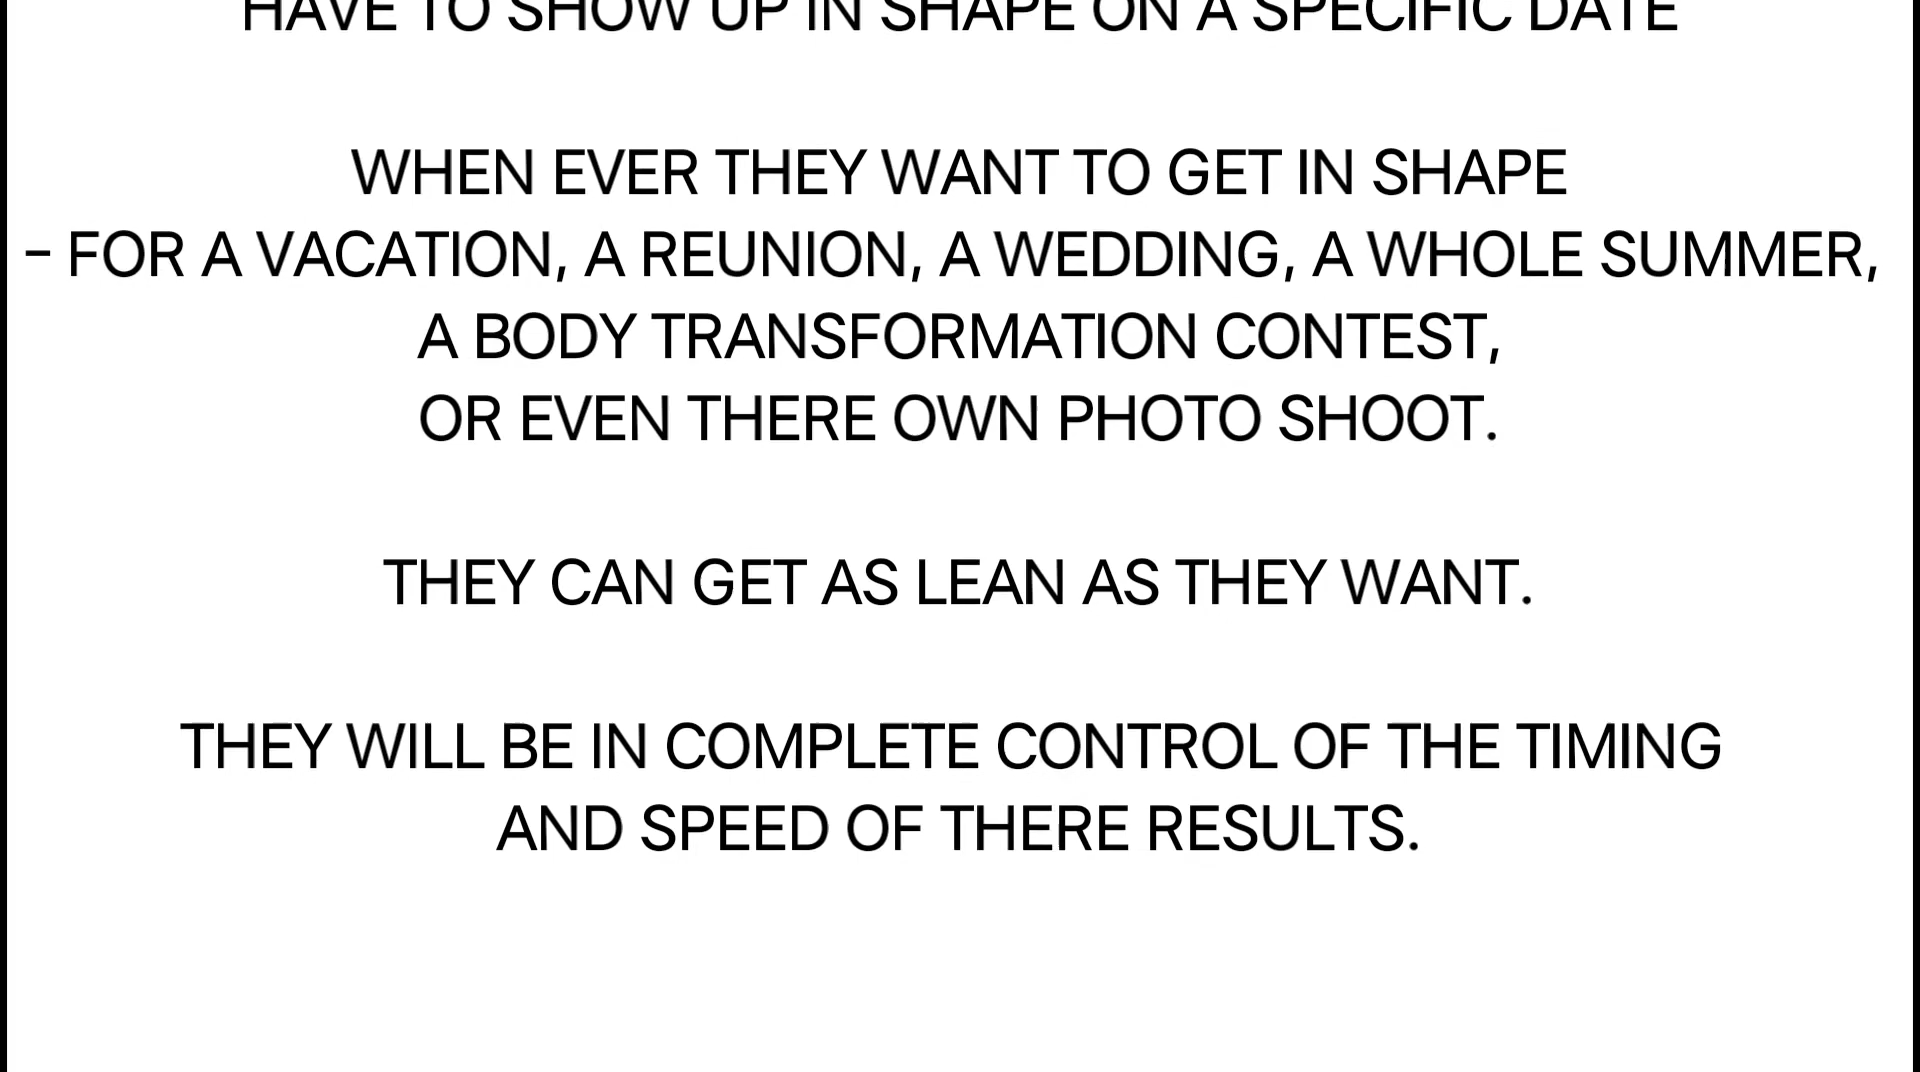 HAVE TO SHOW UP IN SHAPE ON A SPECIFIC DATE
WHEN EVER THEY WANT TO GET IN SHAPE
- FOR A VACATION, A REUNION, A WEDDING, A WHOLE SUMMER,
A BODY TRANSFORMATION CONTEST,
OR EVEN THERE OWN PHOTO SHOOT.
THEY CAN GET AS LEAN AS THEY WANT.
THEY WILL BE IN COMPLETE CONTROL OF THE TIMING
AND SPEED OF THERE RESULTS.